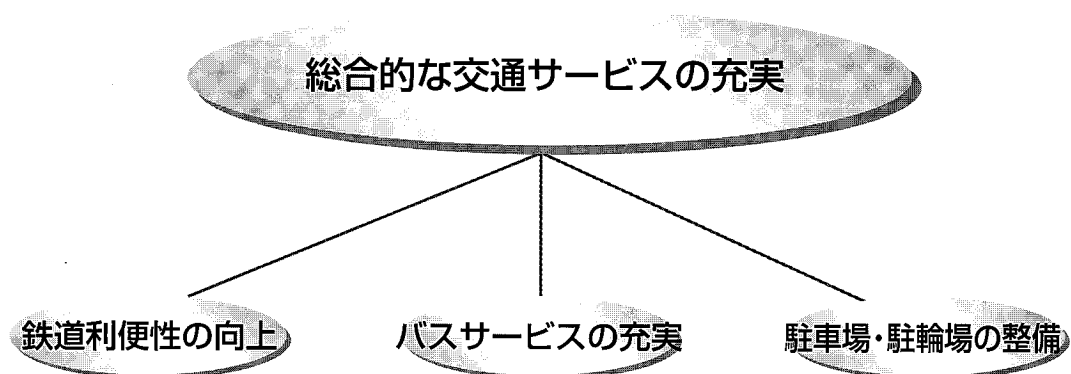 総合的な交通サービスの充実
鉄道利便性の向上
バスサービスの充実
駐車場・駐輪場の整備